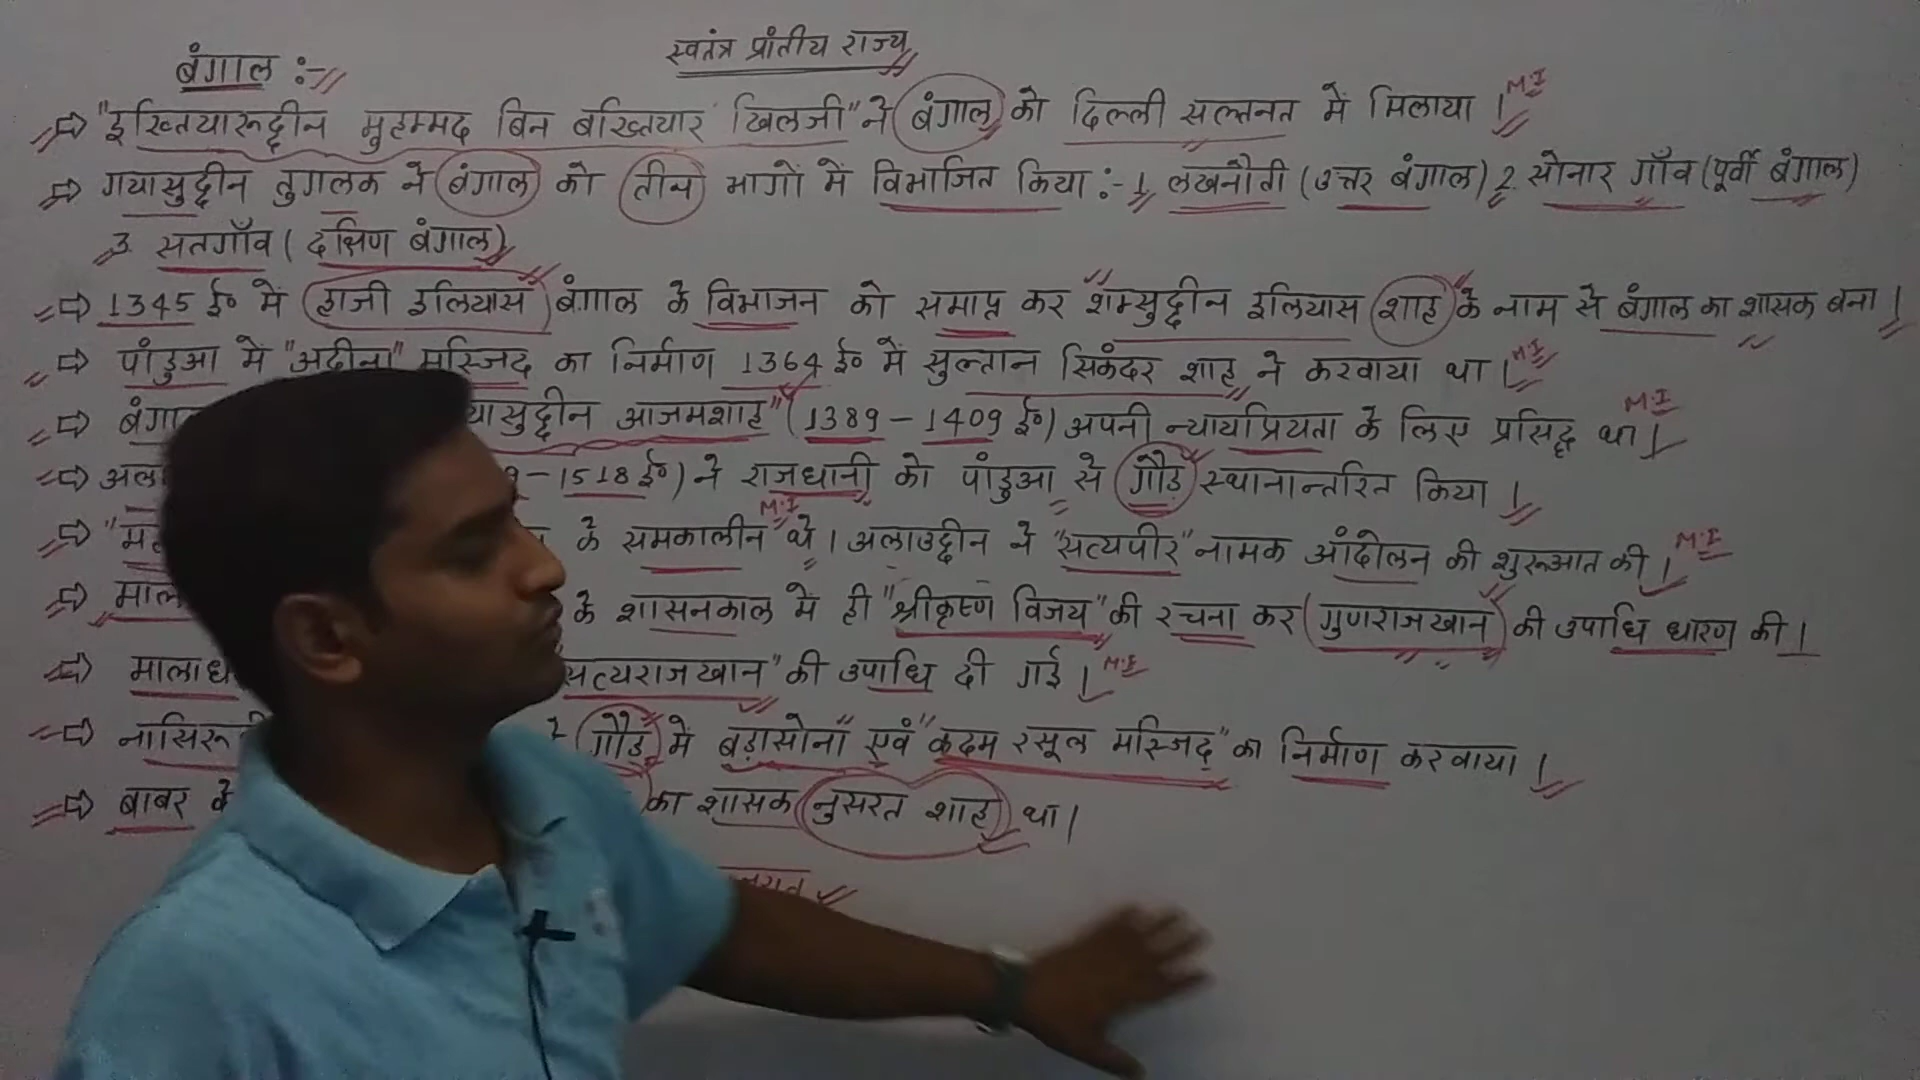 स्वतंत्र प्रांतीय राज्य
बंगाल :-
⇒ "इख्तियारूद्दीन मुहम्मद बिन बख्तियार खिलजी" ने बंगाल को दिल्ली सल्तनत में मिलाया । M.I
⇒ गयासुद्दीन तुगलक ने बंगाल को तीन भागों में विभाजित किया :- 1. लखनौती (उत्तर बंगाल) 2. सोनार गाँव (पूर्वी बंगाल)
3. सतगाँव (दक्षिण बंगाल)
⇒ 1345 ई० में हाजी इलियास बंगाल के विभाजन को समाप्त कर "शम्सुद्दीन इलियास शाह" के नाम से बंगाल का शासक बना ।
⇒ पांडुआ में "अदीना" मस्जिद का निर्माण 1364 ई० में सुल्तान सिकंदर शाह ने करवाया था । M.I
⇒ यासुद्दीन आजमशाह" (1389 - 1409 ई०) अपनी न्यायप्रियता के लिए प्रसिद्ध था । M.I
⇒ - 1518 ई०) ने राजधानी को पांडुआ से गौड़ स्थानान्तरित किया ।
⇒ के समकालीन थे । M.I अलाउद्दीन ने "सत्यपीर" नामक आंदोलन की शुरूआत की । M.I
⇒ के शासनकाल में ही "श्रीकृष्ण विजय" की रचना कर (गुणराजखान) की उपाधि धारण की ।
⇒ सत्यराजखान" की उपाधि दी गई । M.I
⇒ गौड़ में "बड़ासोना" एवं "कदम रसूल मस्जिद" का निर्माण करवाया ।
⇒ बाबर का शासक नुसरत शाह था ।